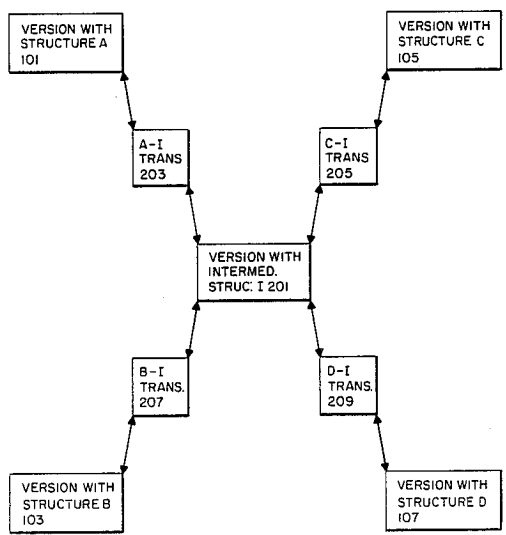 VERSION WITH
STRUCTURE A
101
VERSION WITH
STRUCTURE C
105
A-I
TRANS
203
C-I
TRANS
205
VERSION WITH
INTERMED.
STRUC. I 201
B-I
TRANS.
207
D-I
TRANS.
209
VERSION WITH
STRUCTURE B
103
VERSION WITH
STRUCTURE D
107